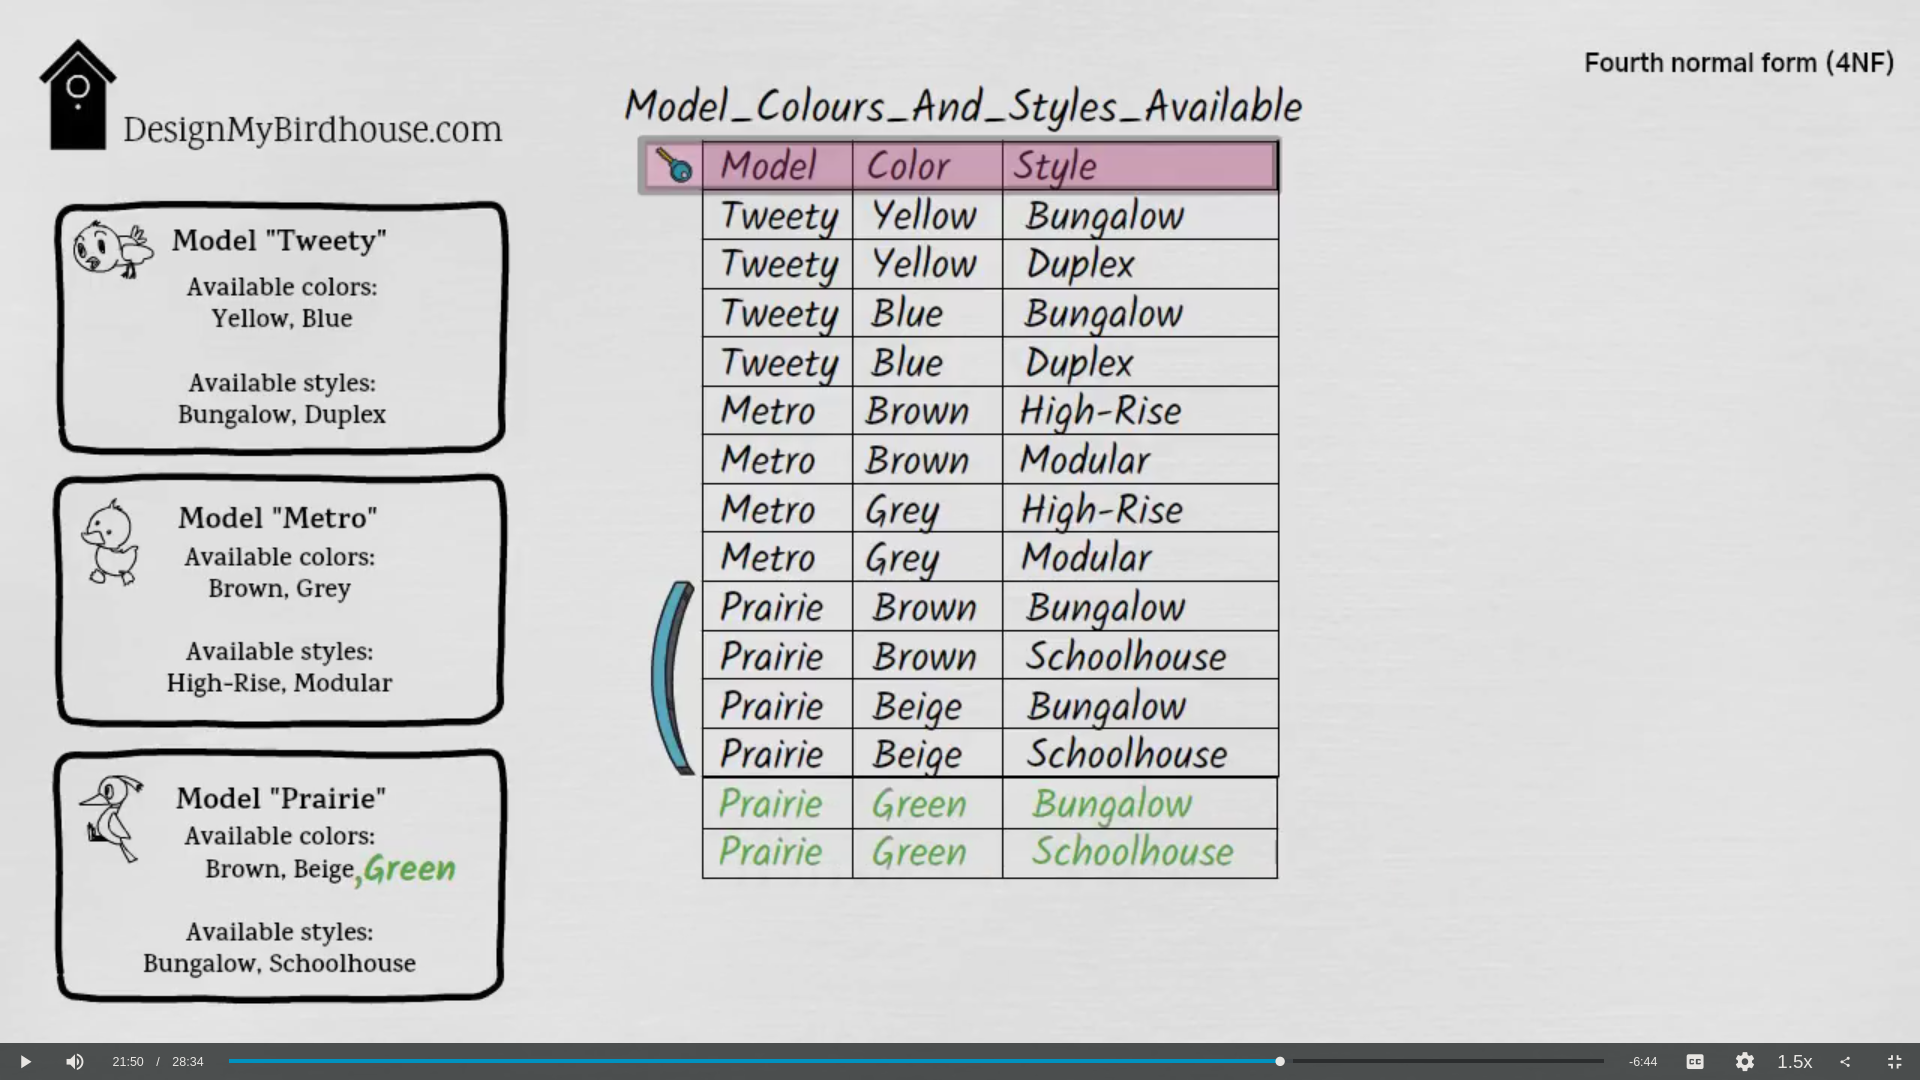 Fourth normal form (4NF)
DesignMyBirdhouse.com
Model "Tweety"
Available colors:
Yellow, Blue
Available styles:
Bungalow, Duplex
Model "Metro"
Available colors:
Brown, Grey
Available styles:
High-Rise, Modular
Model "Prairie"
Available colors:
Brown, Beige,Green
Available styles:
Bungalow, Schoolhouse
Model_Colours_And_Styles_Available
Model Color Style
Tweety Yellow Bungalow
Tweety Yellow Duplex
Tweety Blue Bungalow
Tweety Blue Duplex
Metro Brown High-Rise
Metro Brown Modular
Metro Grey High-Rise
Metro Grey Modular
Prairie Brown Bungalow
Prairie Brown Schoolhouse
Prairie Beige Bungalow
Prairie Beige Schoolhouse
Prairie Green Bungalow
Prairie Green Schoolhouse
21:50 / 28:34 -6:44 CC 1.5x